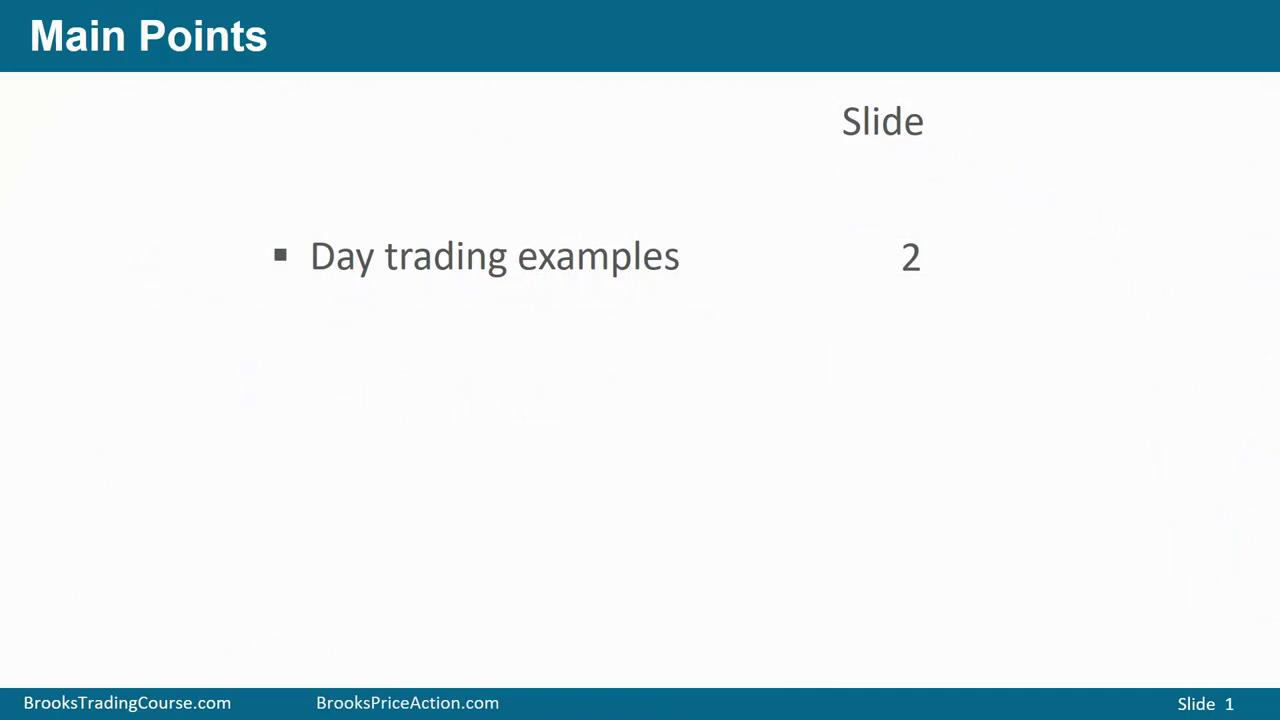 Main Points
Slide
▪ Day trading examples 2
BrooksTradingCourse.com BrooksPriceAction.com Slide 1